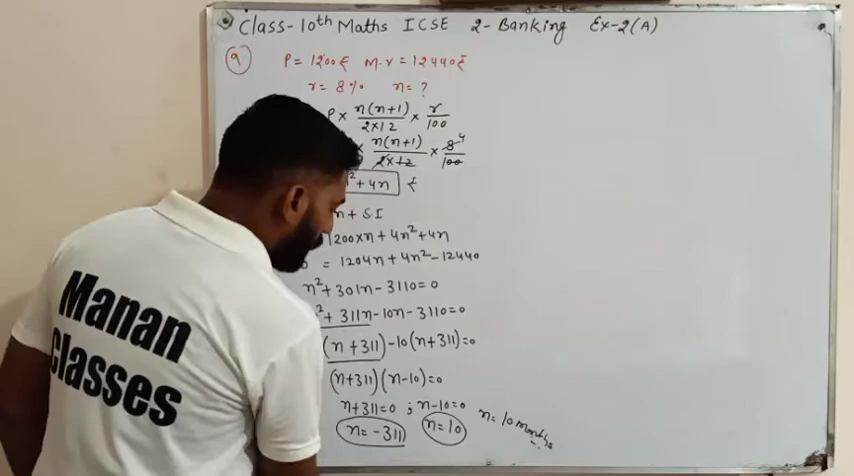 Class-10th Maths ICSE 2-Banking Ex-2(A)
9 P = 1200₹ M.V = 12440₹
r = 8% n = ?
P × n(n+1)/2×12 × r/100
× n(n+1)/2×12 × 8/100 4
² + 4n ₹
n + SI
1200×n + 4n² + 4n
= 1204n + 4n² - 12440
n² + 301n - 3110 = 0
² + 311n - 10n - 3110 = 0
(n+311) - 10(n+311) = 0
(n+311)(n-10) = 0
n+311=0 ; n-10=0 n = 10 months
n = -311 n = 10
Manan
Classes